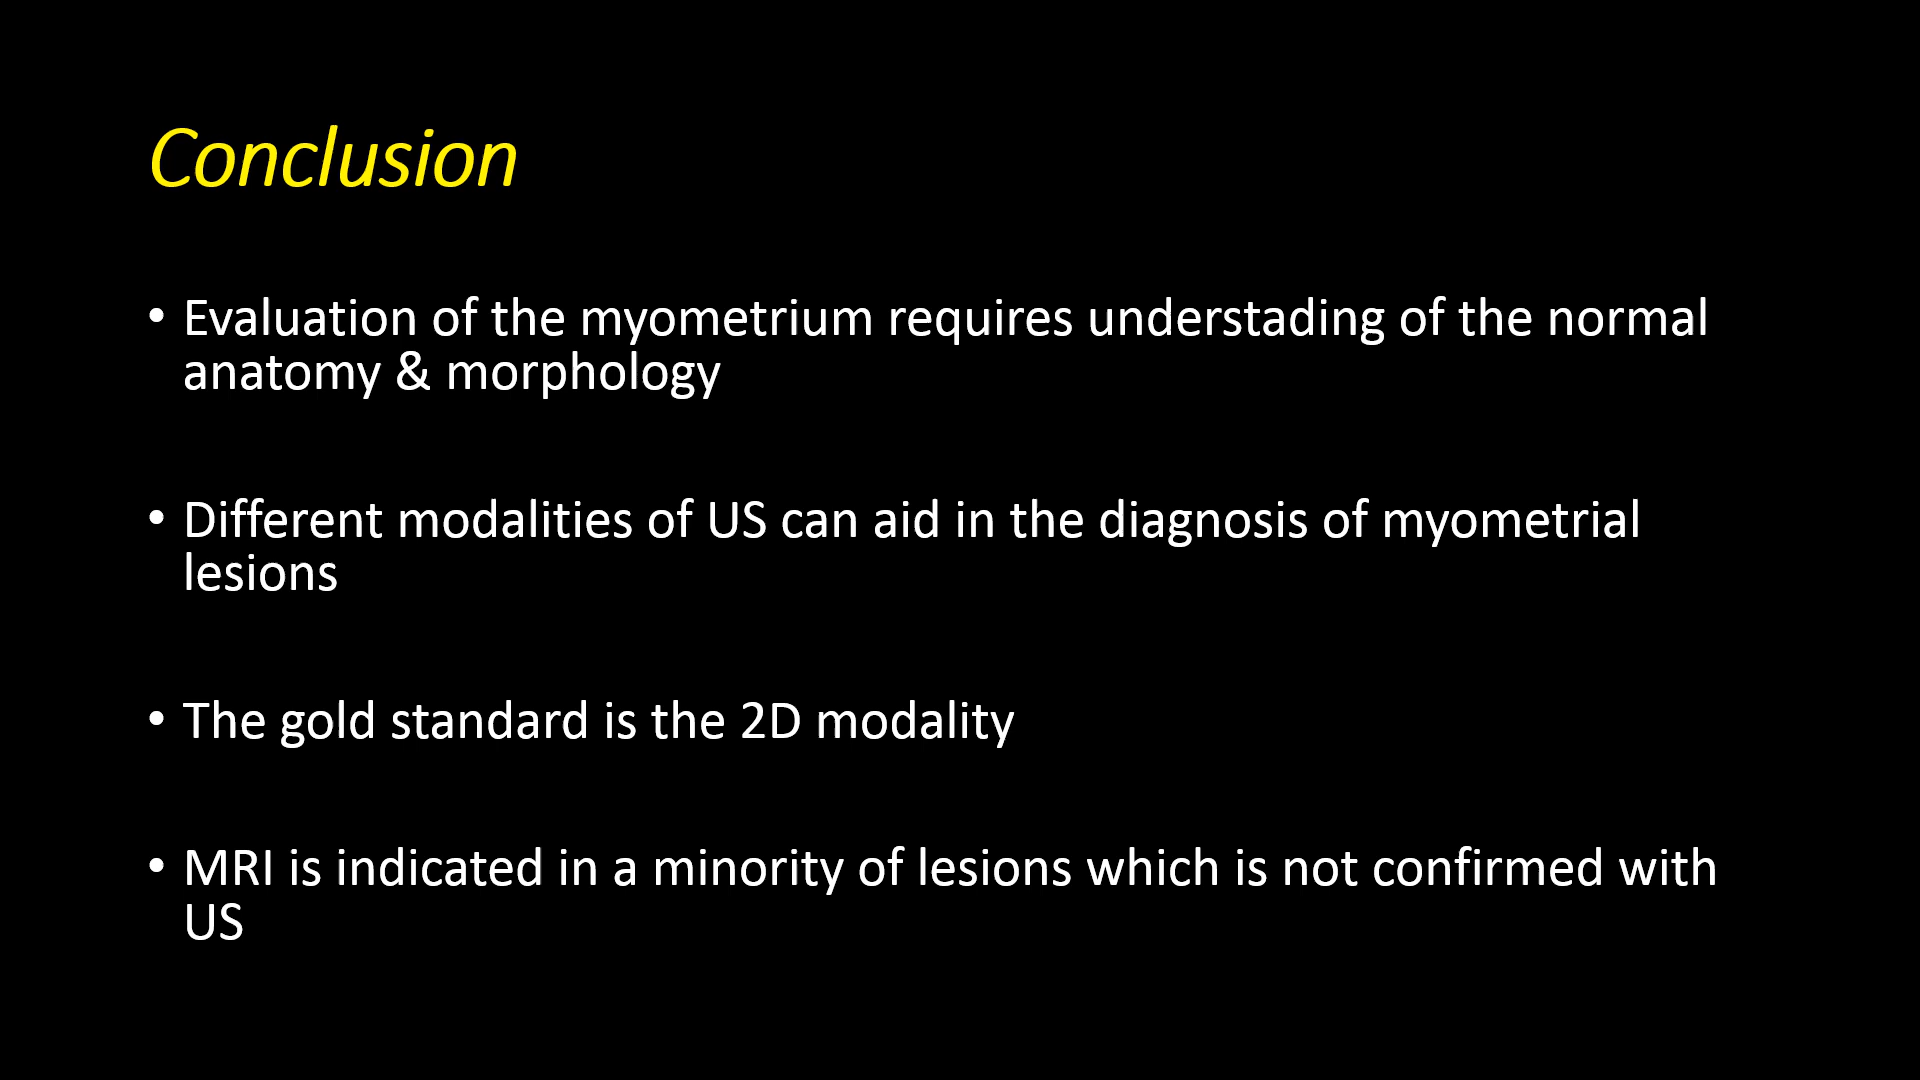 Conclusion
• Evaluation of the myometrium requires understading of the normal
anatomy & morphology
• Different modalities of US can aid in the diagnosis of myometrial
lesions
• The gold standard is the 2D modality
• MRI is indicated in a minority of lesions which is not confirmed with
US